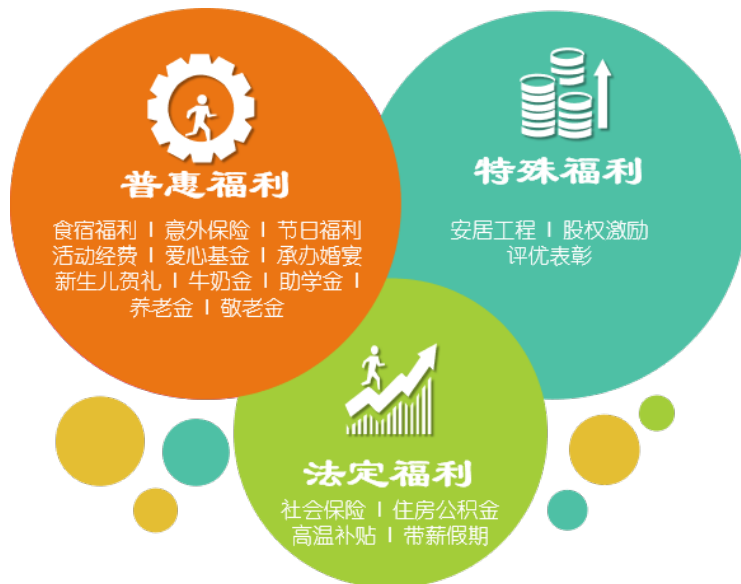 普惠福利
食宿福利 | 意外保险 | 节日福利
活动经费 | 爱心基金 | 承办婚宴
新生儿贺礼 | 牛奶金 | 助学金 |
养老金 | 敬老金
特殊福利
安居工程 | 股权激励
评优表彰
法定福利
社会保险 | 住房公积金
高温补贴 | 带薪假期